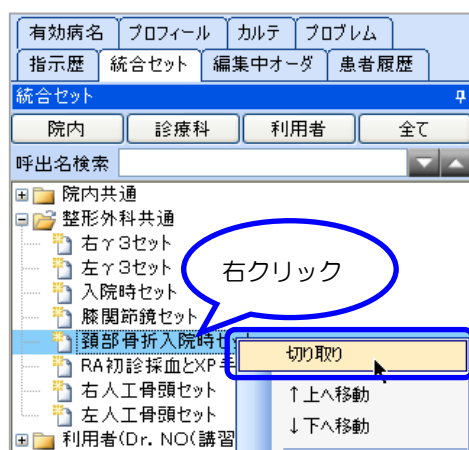 有効病名 プロフィール カルテ プロブレム
指示歴 統合セット 編集中オーダ 患者履歴
統合セット
院内 診療科 利用者 全て
呼出名検索
院内共通
整形外科共通
右γ3セット
左γ3セット
入院時セット
膝関節鏡セット
頚部骨折入院時セッ
RA初診採血とXP手
右人工骨頭セット
左人工骨頭セット
利用者(Dr. NO(講習
右クリック
切り取り
↑上へ移動
↓下へ移動